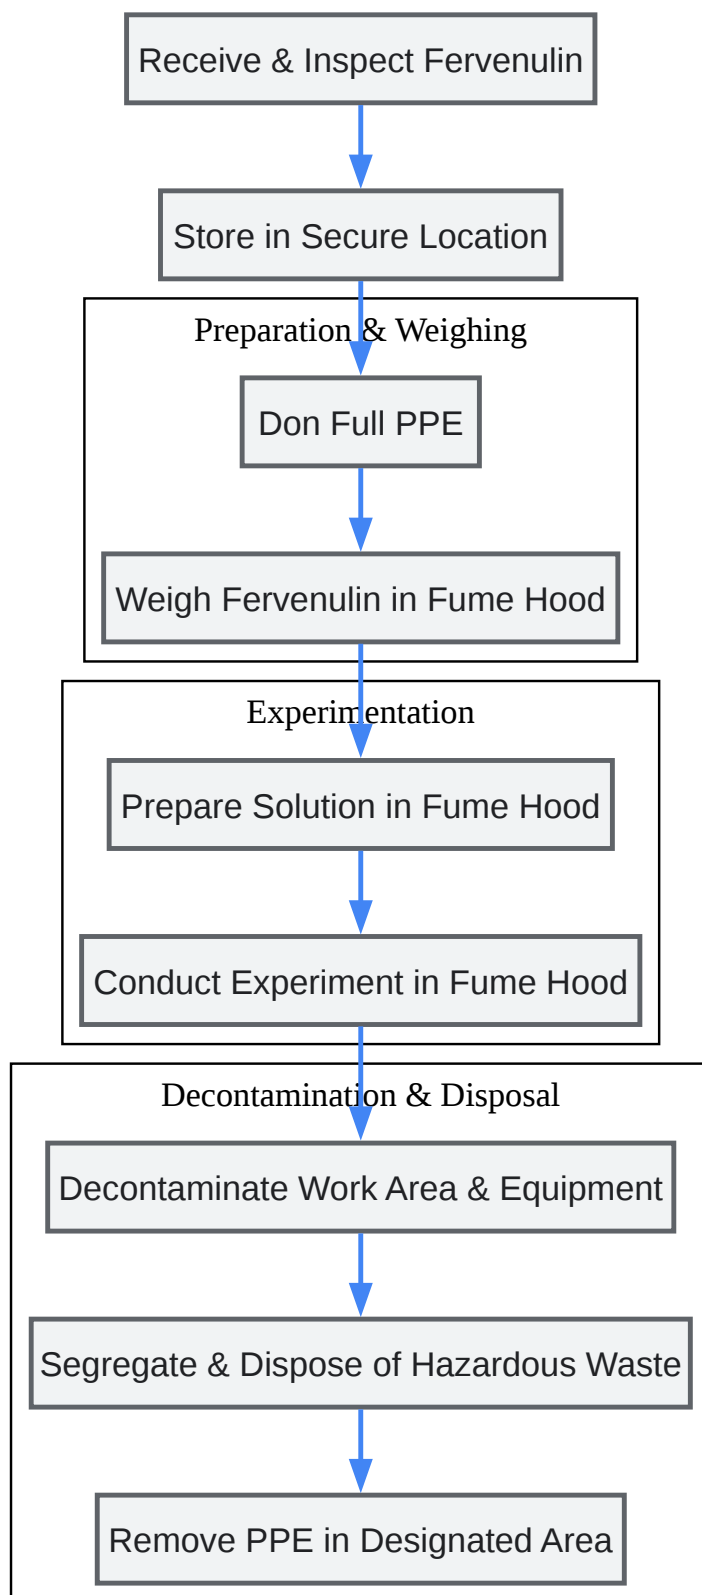 Receive & Inspect Fervenulin
Store in Secure Location
Preparation & Weighing
Don Full PPE
Weigh Fervenulin in Fume Hood
Experimentation
Prepare Solution in Fume Hood
Conduct Experiment in Fume Hood
Decontamination & Disposal
Decontaminate Work Area & Equipment
Segregate & Dispose of Hazardous Waste
Remove PPE in Designated Area